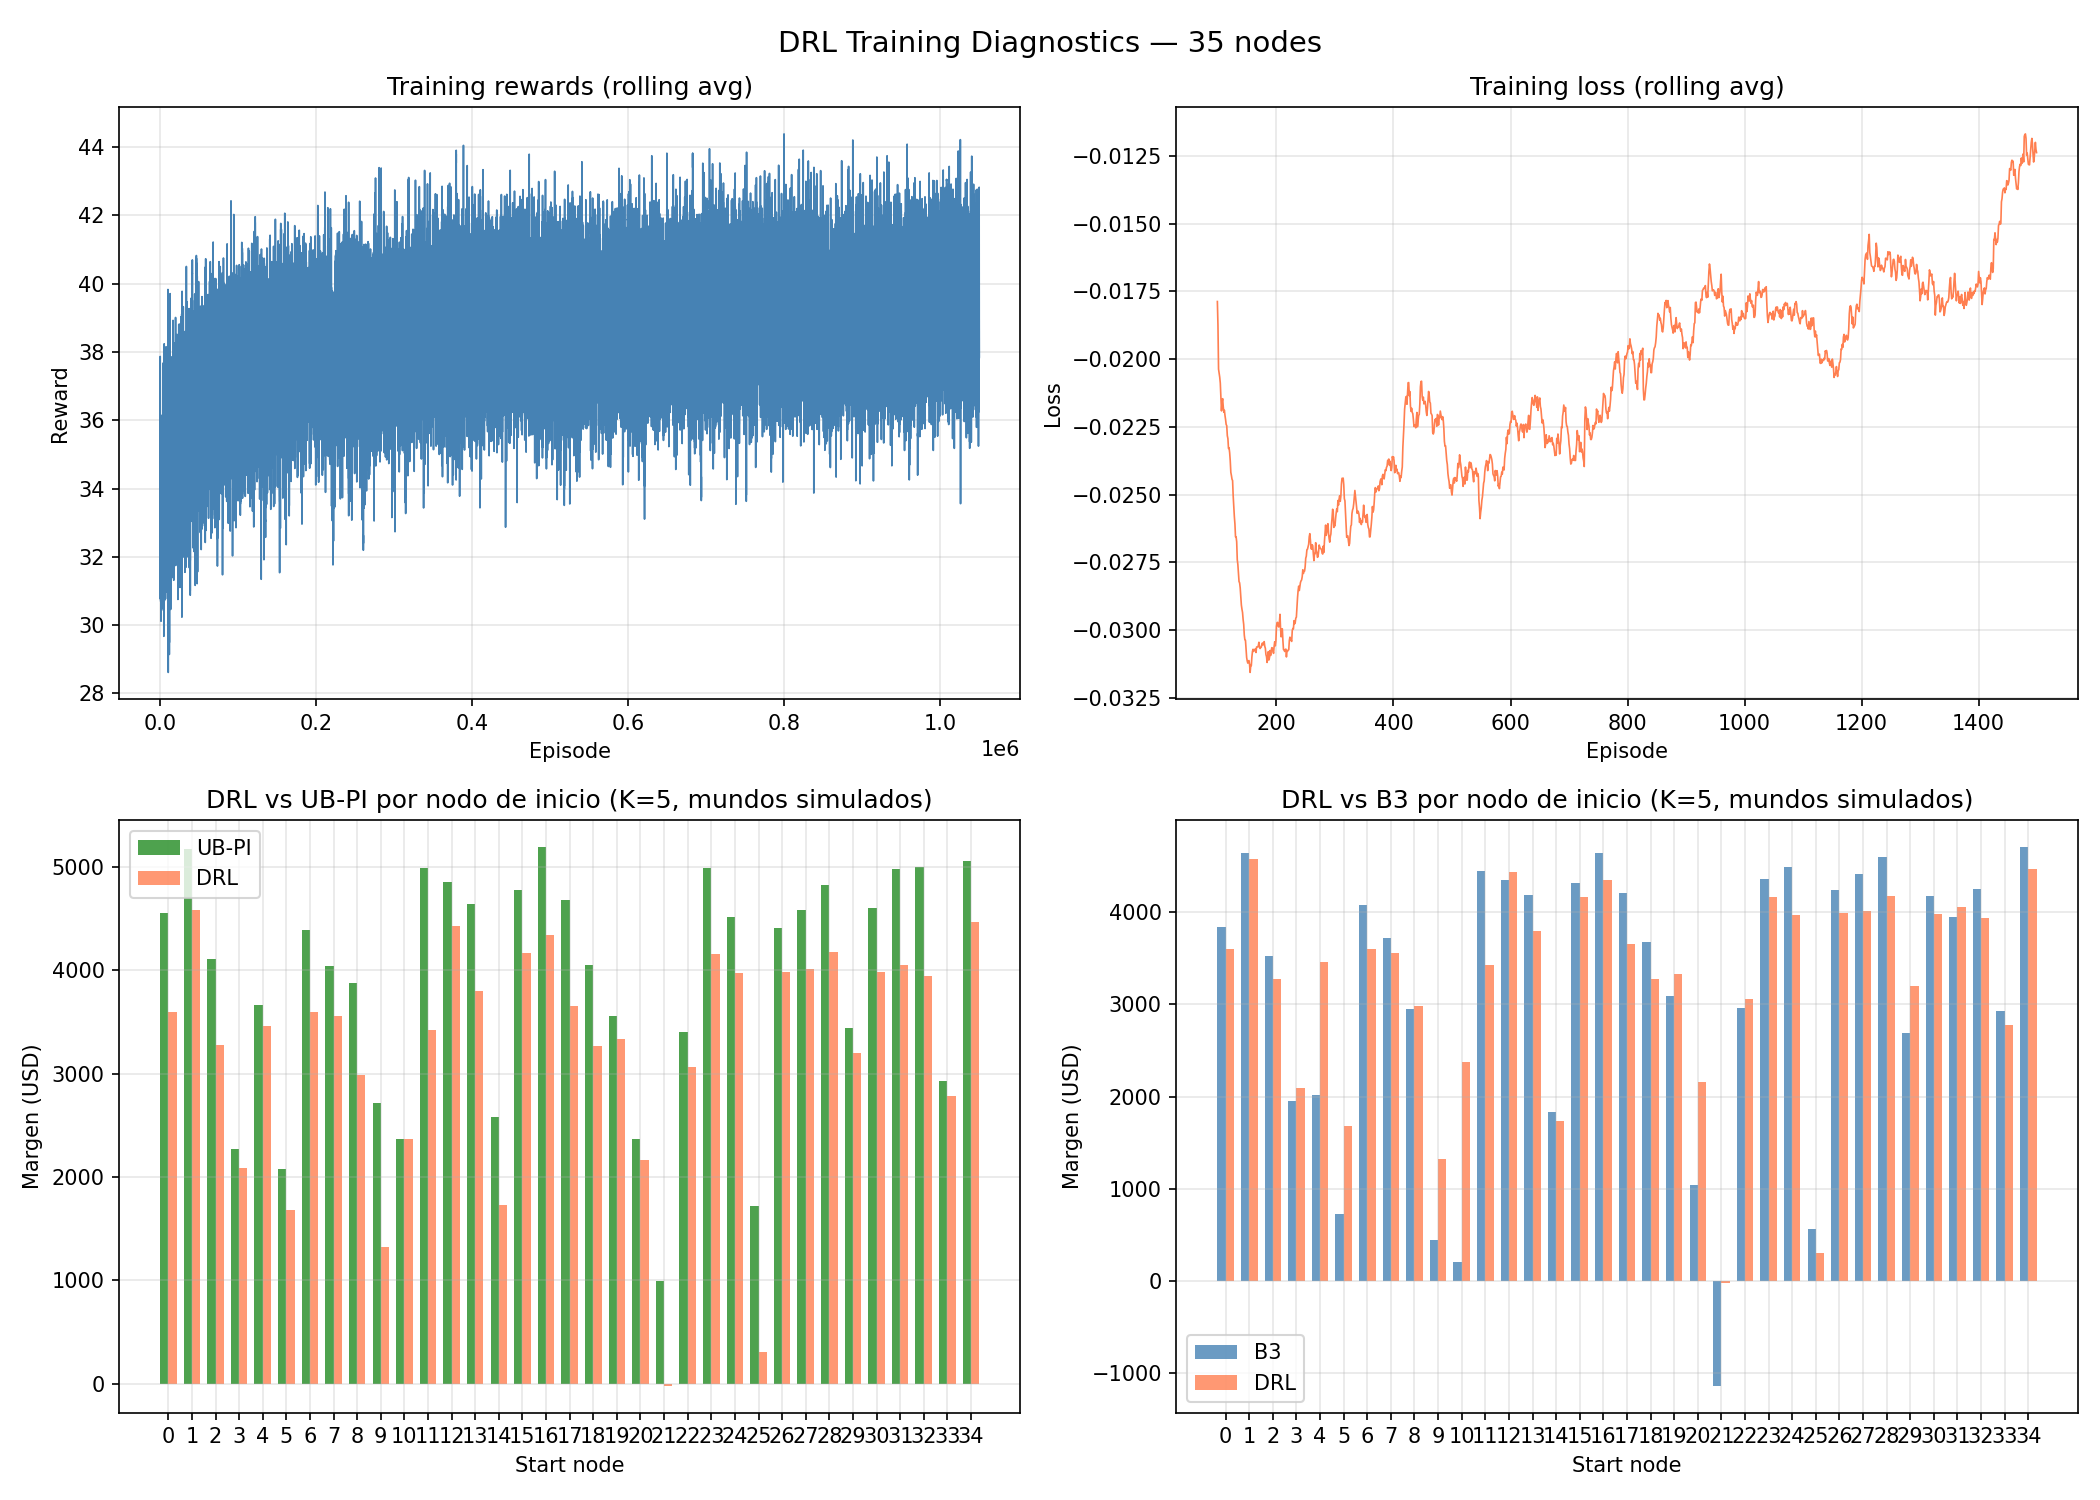 DRL Training Diagnostics — 35 nodes
Training rewards (rolling avg)
44
42
40
38
36
34
32
30
28
Reward
0.0 0.2 0.4 0.6 0.8 1.0
1e6
Episode
Training loss (rolling avg)
−0.0125
−0.0150
−0.0175
−0.0200
−0.0225
−0.0250
−0.0275
−0.0300
−0.0325
Loss
200 400 600 800 1000 1200 1400
Episode
DRL vs UB-PI por nodo de inicio (K=5, mundos simulados)
UB-PI
DRL
5000
4000
3000
2000
1000
0
Margen (USD)
0 1 2 3 4 5 6 7 8 9 10 11 12 13 14 15 16 17 18 19 20 21 22 23 24 25 26 27 28 29 30 31 32 33 34
Start node
DRL vs B3 por nodo de inicio (K=5, mundos simulados)
4000
3000
2000
1000
0
−1000
Margen (USD)
B3
DRL
0 1 2 3 4 5 6 7 8 9 10 11 12 13 14 15 16 17 18 19 20 21 22 23 24 25 26 27 28 29 30 31 32 33 34
Start node